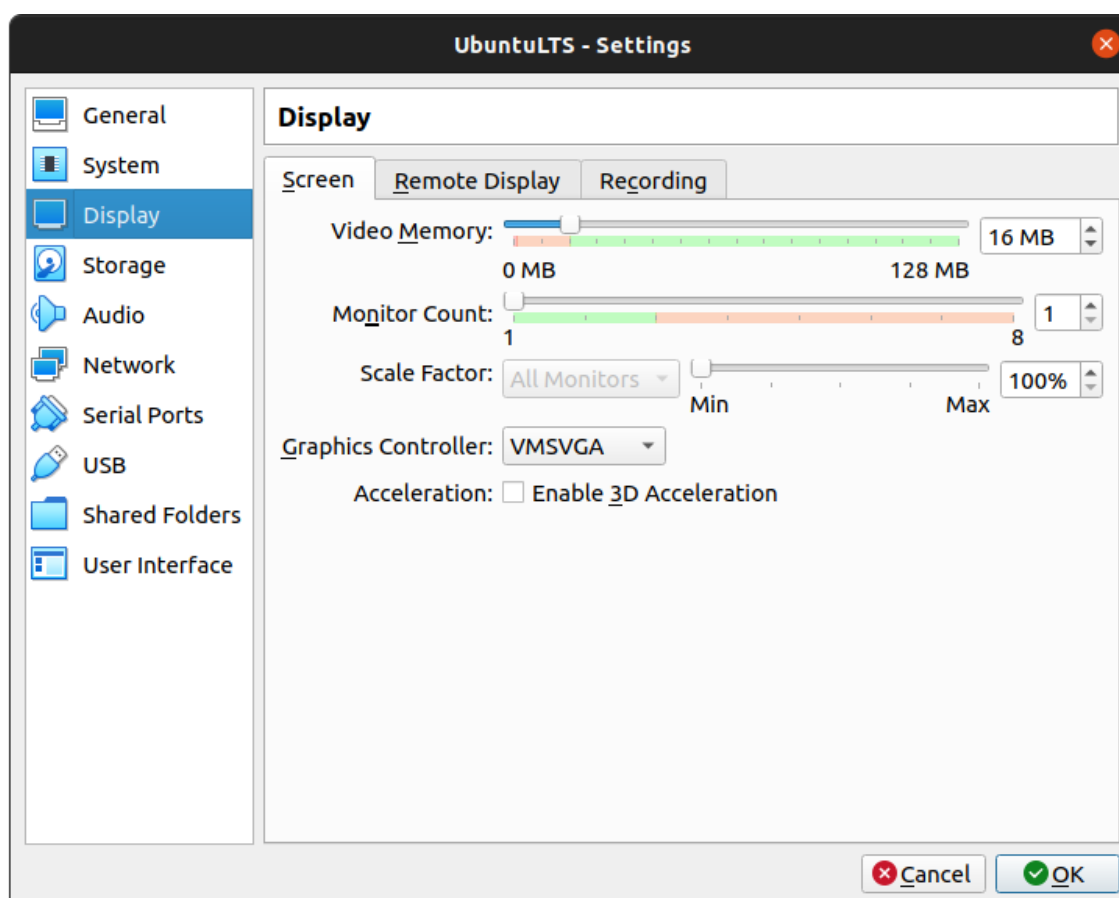 UbuntuLTS - Settings
General
System
Display
Storage
Audio
Network
Serial Ports
USB
Shared Folders
User Interface
Display
Screen
Remote Display
Recording
Video Memory:
16 MB
0 MB
128 MB
Monitor Count:
1
1
8
Scale Factor:
All Monitors
100%
Min
Max
Graphics Controller:
VMSVGA
Acceleration:
Enable 3D Acceleration
Cancel
OK